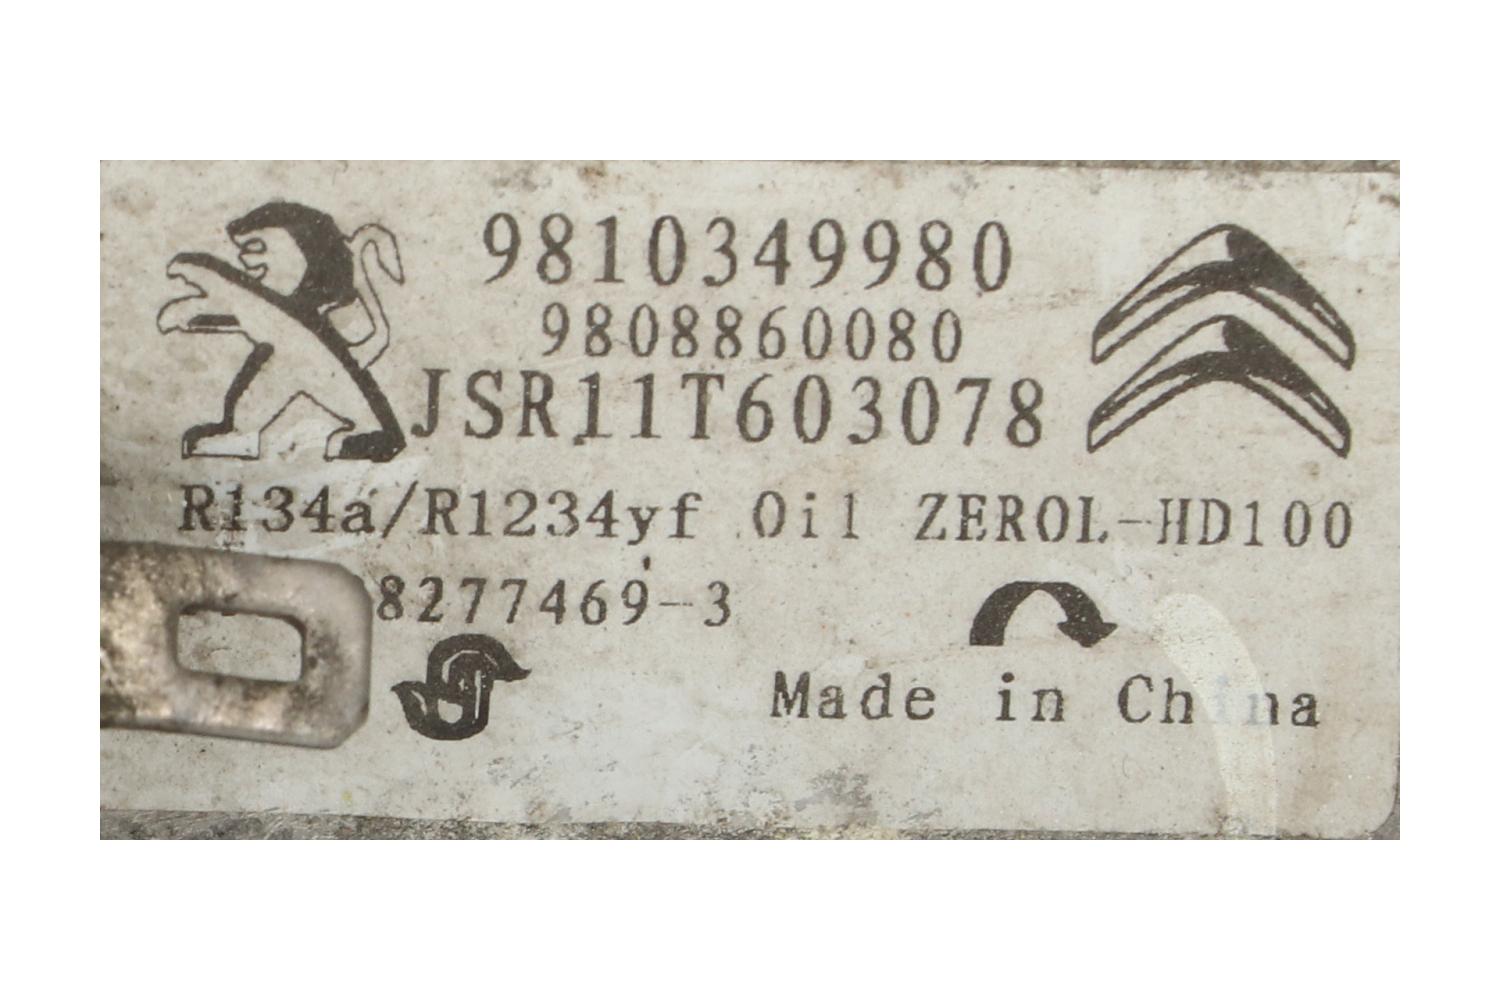 9810349980
9808860080
JSR11T603078
R134a/R1234yf Oil ZEROL-HD100
8277469-3
Made in China